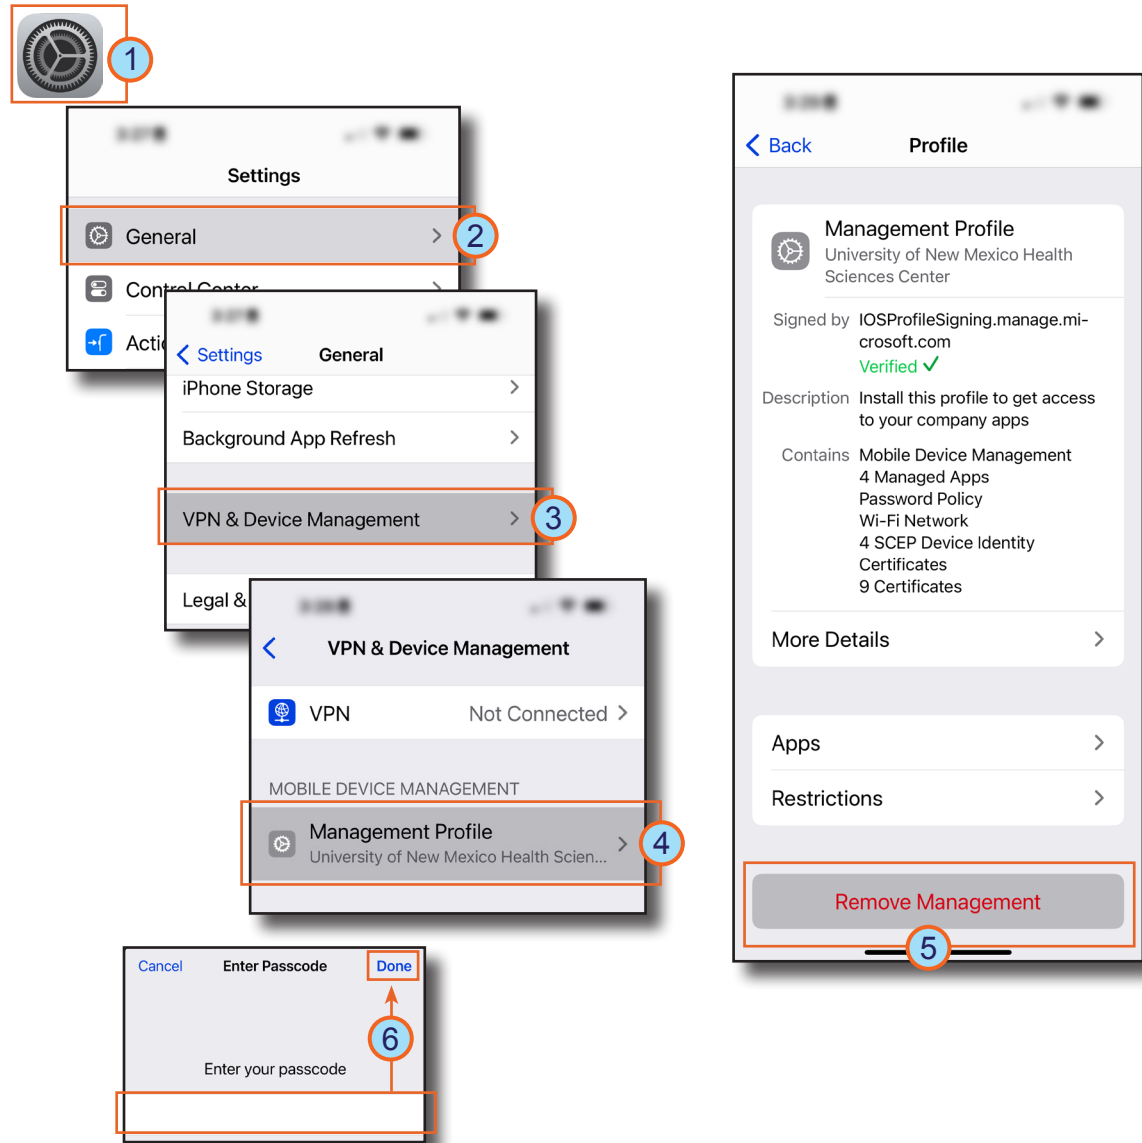 1
Settings
General
2
Control Center
3
Settings
General
iPhone Storage
Background App Refresh
VPN & Device Management
Legal &
VPN & Device Management
VPN
Not Connected
MOBILE DEVICE MANAGEMENT
Management Profile
University of New Mexico Health Scien...
4
Cancel
Enter Passcode
Done
6
Enter your passcode
Back
Profile
Management Profile
University of New Mexico Health
Sciences Center
Signed by IOSProfileSigning.manage.mi-
crosoft.com
Verified ✓
Description Install this profile to get access
to your company apps
Contains Mobile Device Management
4 Managed Apps
Password Policy
Wi-Fi Network
4 SCEP Device Identity
Certificates
9 Certificates
More Details
Apps
Restrictions
Remove Management
5